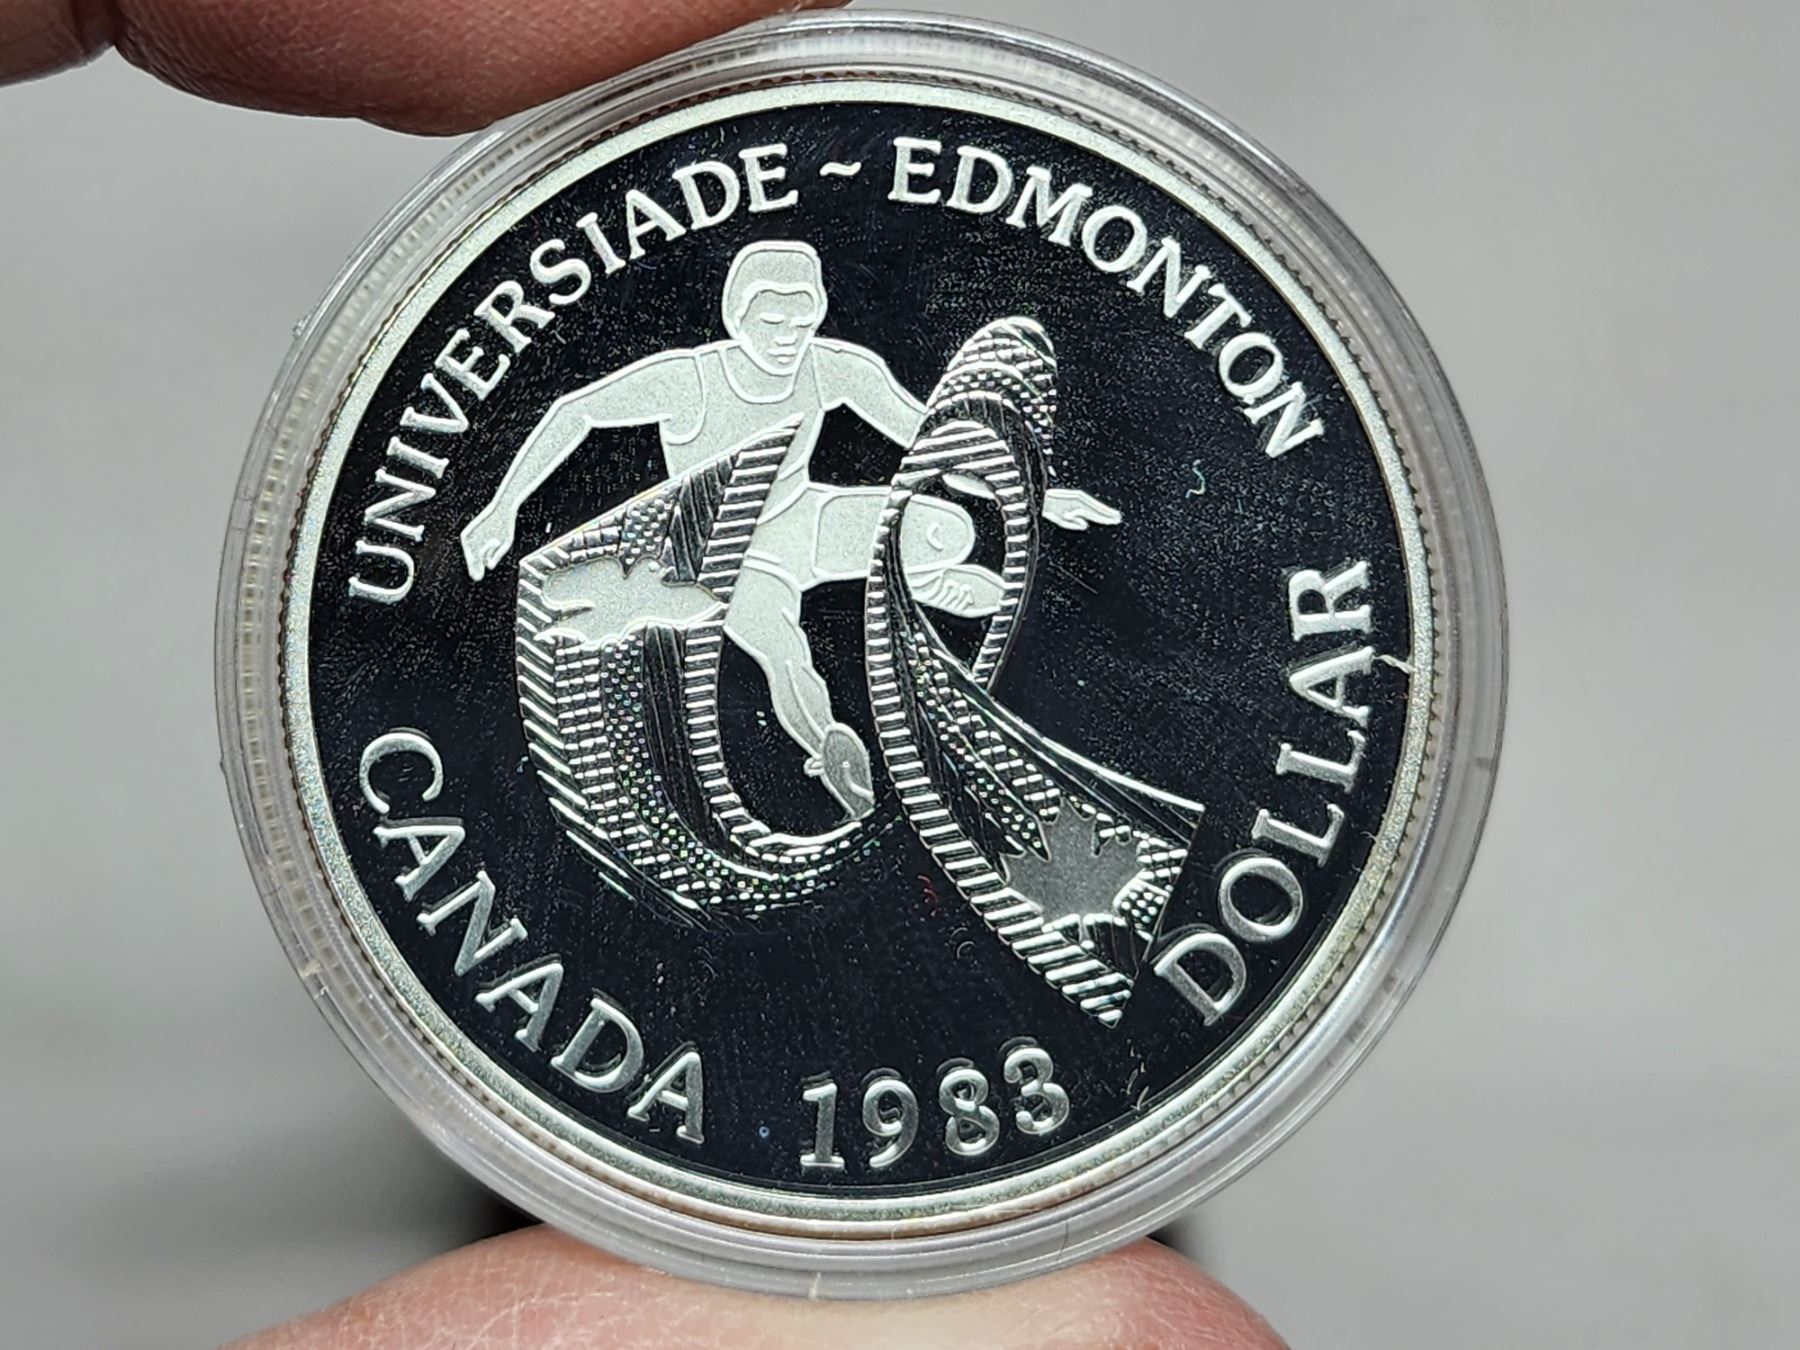 UNIVERSIADE ~ EDMONTON
CANADA 1983 DOLLAR